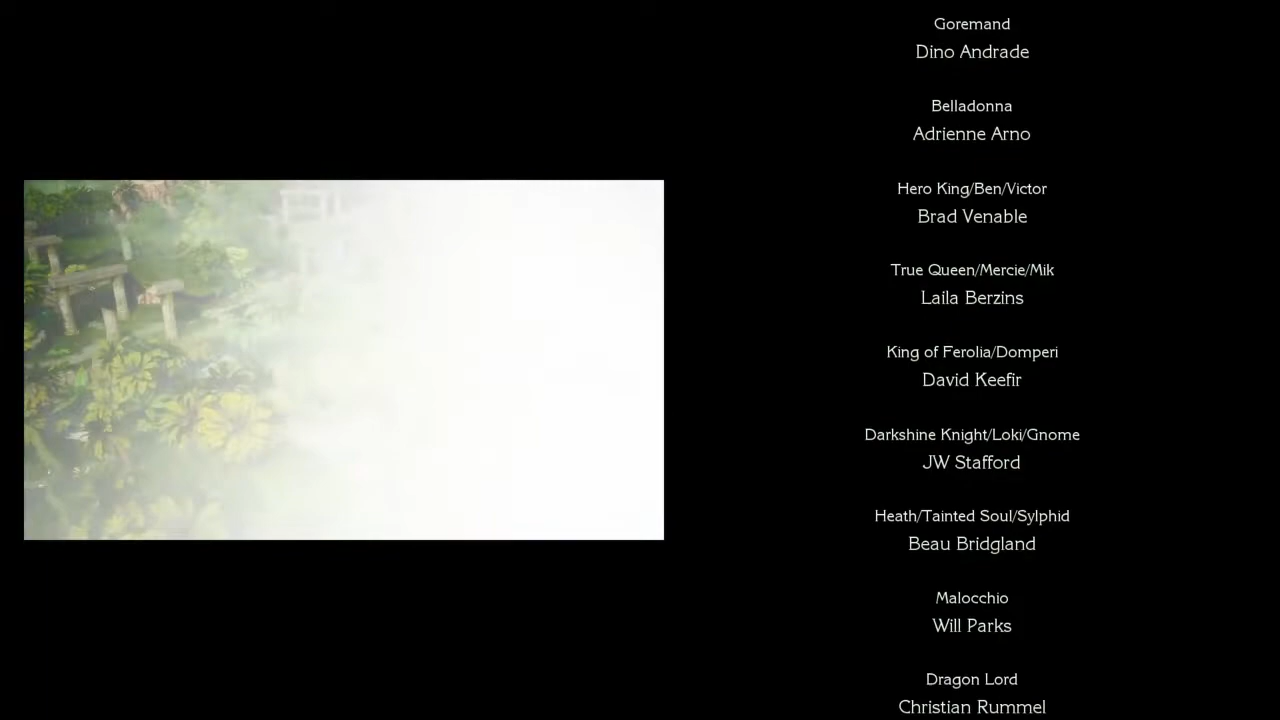 Goremand
Dino Andrade
Belladonna
Adrienne Arno
Hero King/Ben/Victor
Brad Venable
True Queen/Mercie/Mik
Laila Berzins
King of Ferolia/Domperi
David Keefir
Darkshine Knight/Loki/Gnome
JW Stafford
Heath/Tainted Soul/Sylphid
Beau Bridgland
Malocchio
Will Parks
Dragon Lord
Christian Rummel